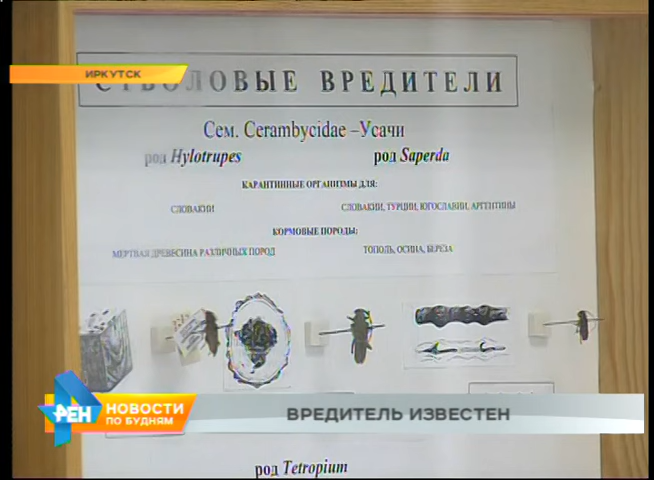 ИРКУТСК
СТВОЛОВЫЕ ВРЕДИТЕЛИ
Сем. Cerambycidae –Усачи
род Hylotrupes род Saperda
КАРАНТИННЫЕ ОРГАНИЗМЫ ДЛЯ:
СЛОВАКИИ СЛОВАКИИ, ТУРЦИИ, ЮГОСЛАВИИ, АРГЕНТИНЫ
КОРМОВЫЕ ПОРОДЫ:
МЕРТВАЯ ДРЕВЕСИНА РАЗЛИЧНЫХ ПОРОД ТОПОЛЬ, ОСИНА, БЕРЕЗА
РЕН НОВОСТИ
ПО БУДНЯМ
ВРЕДИТЕЛЬ ИЗВЕСТЕН
род Tetropium